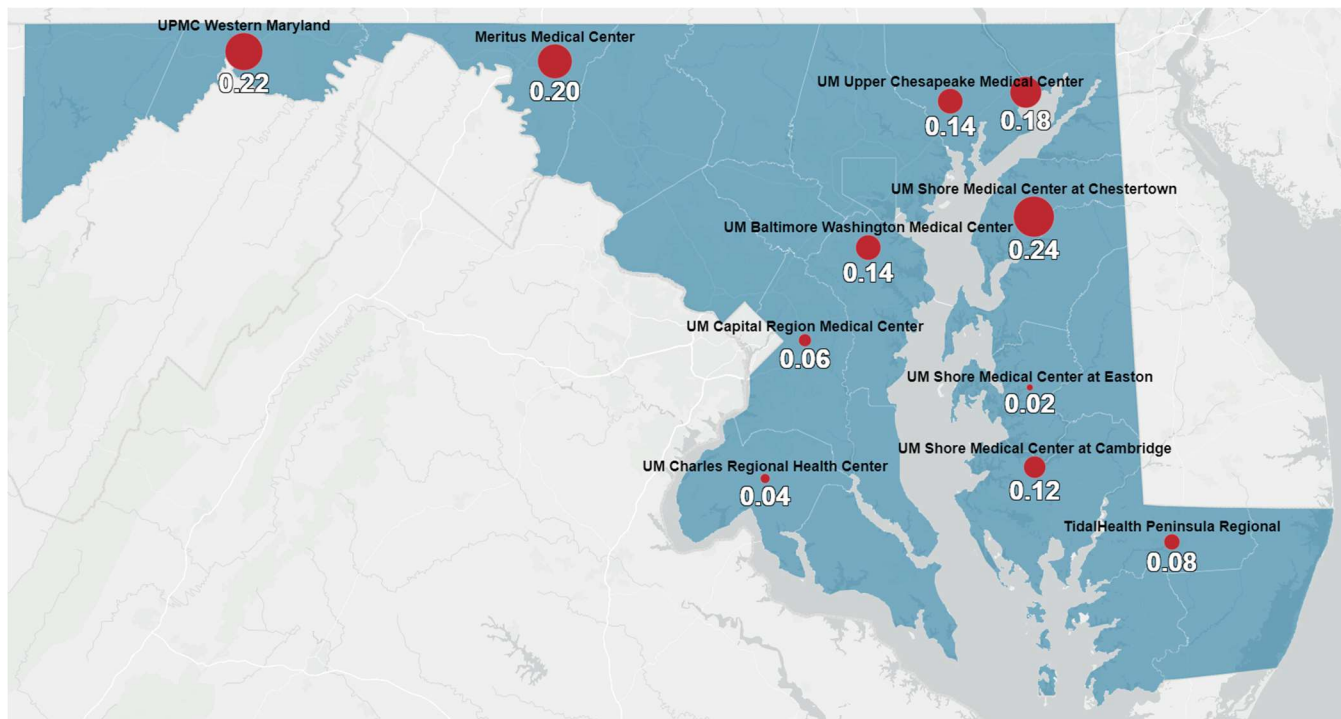 UPMC Western Maryland
0.22
Meritus Medical Center
0.20
UM Upper Chesapeake Medical Center
0.14
0.18
UM Shore Medical Center at Chestertown
0.24
UM Baltimore Washington Medical Center
0.14
UM Capital Region Medical Center
0.06
UM Shore Medical Center at Easton
0.02
UM Shore Medical Center at Cambridge
0.12
UM Charles Regional Health Center
0.04
TidalHealth Peninsula Regional
0.08